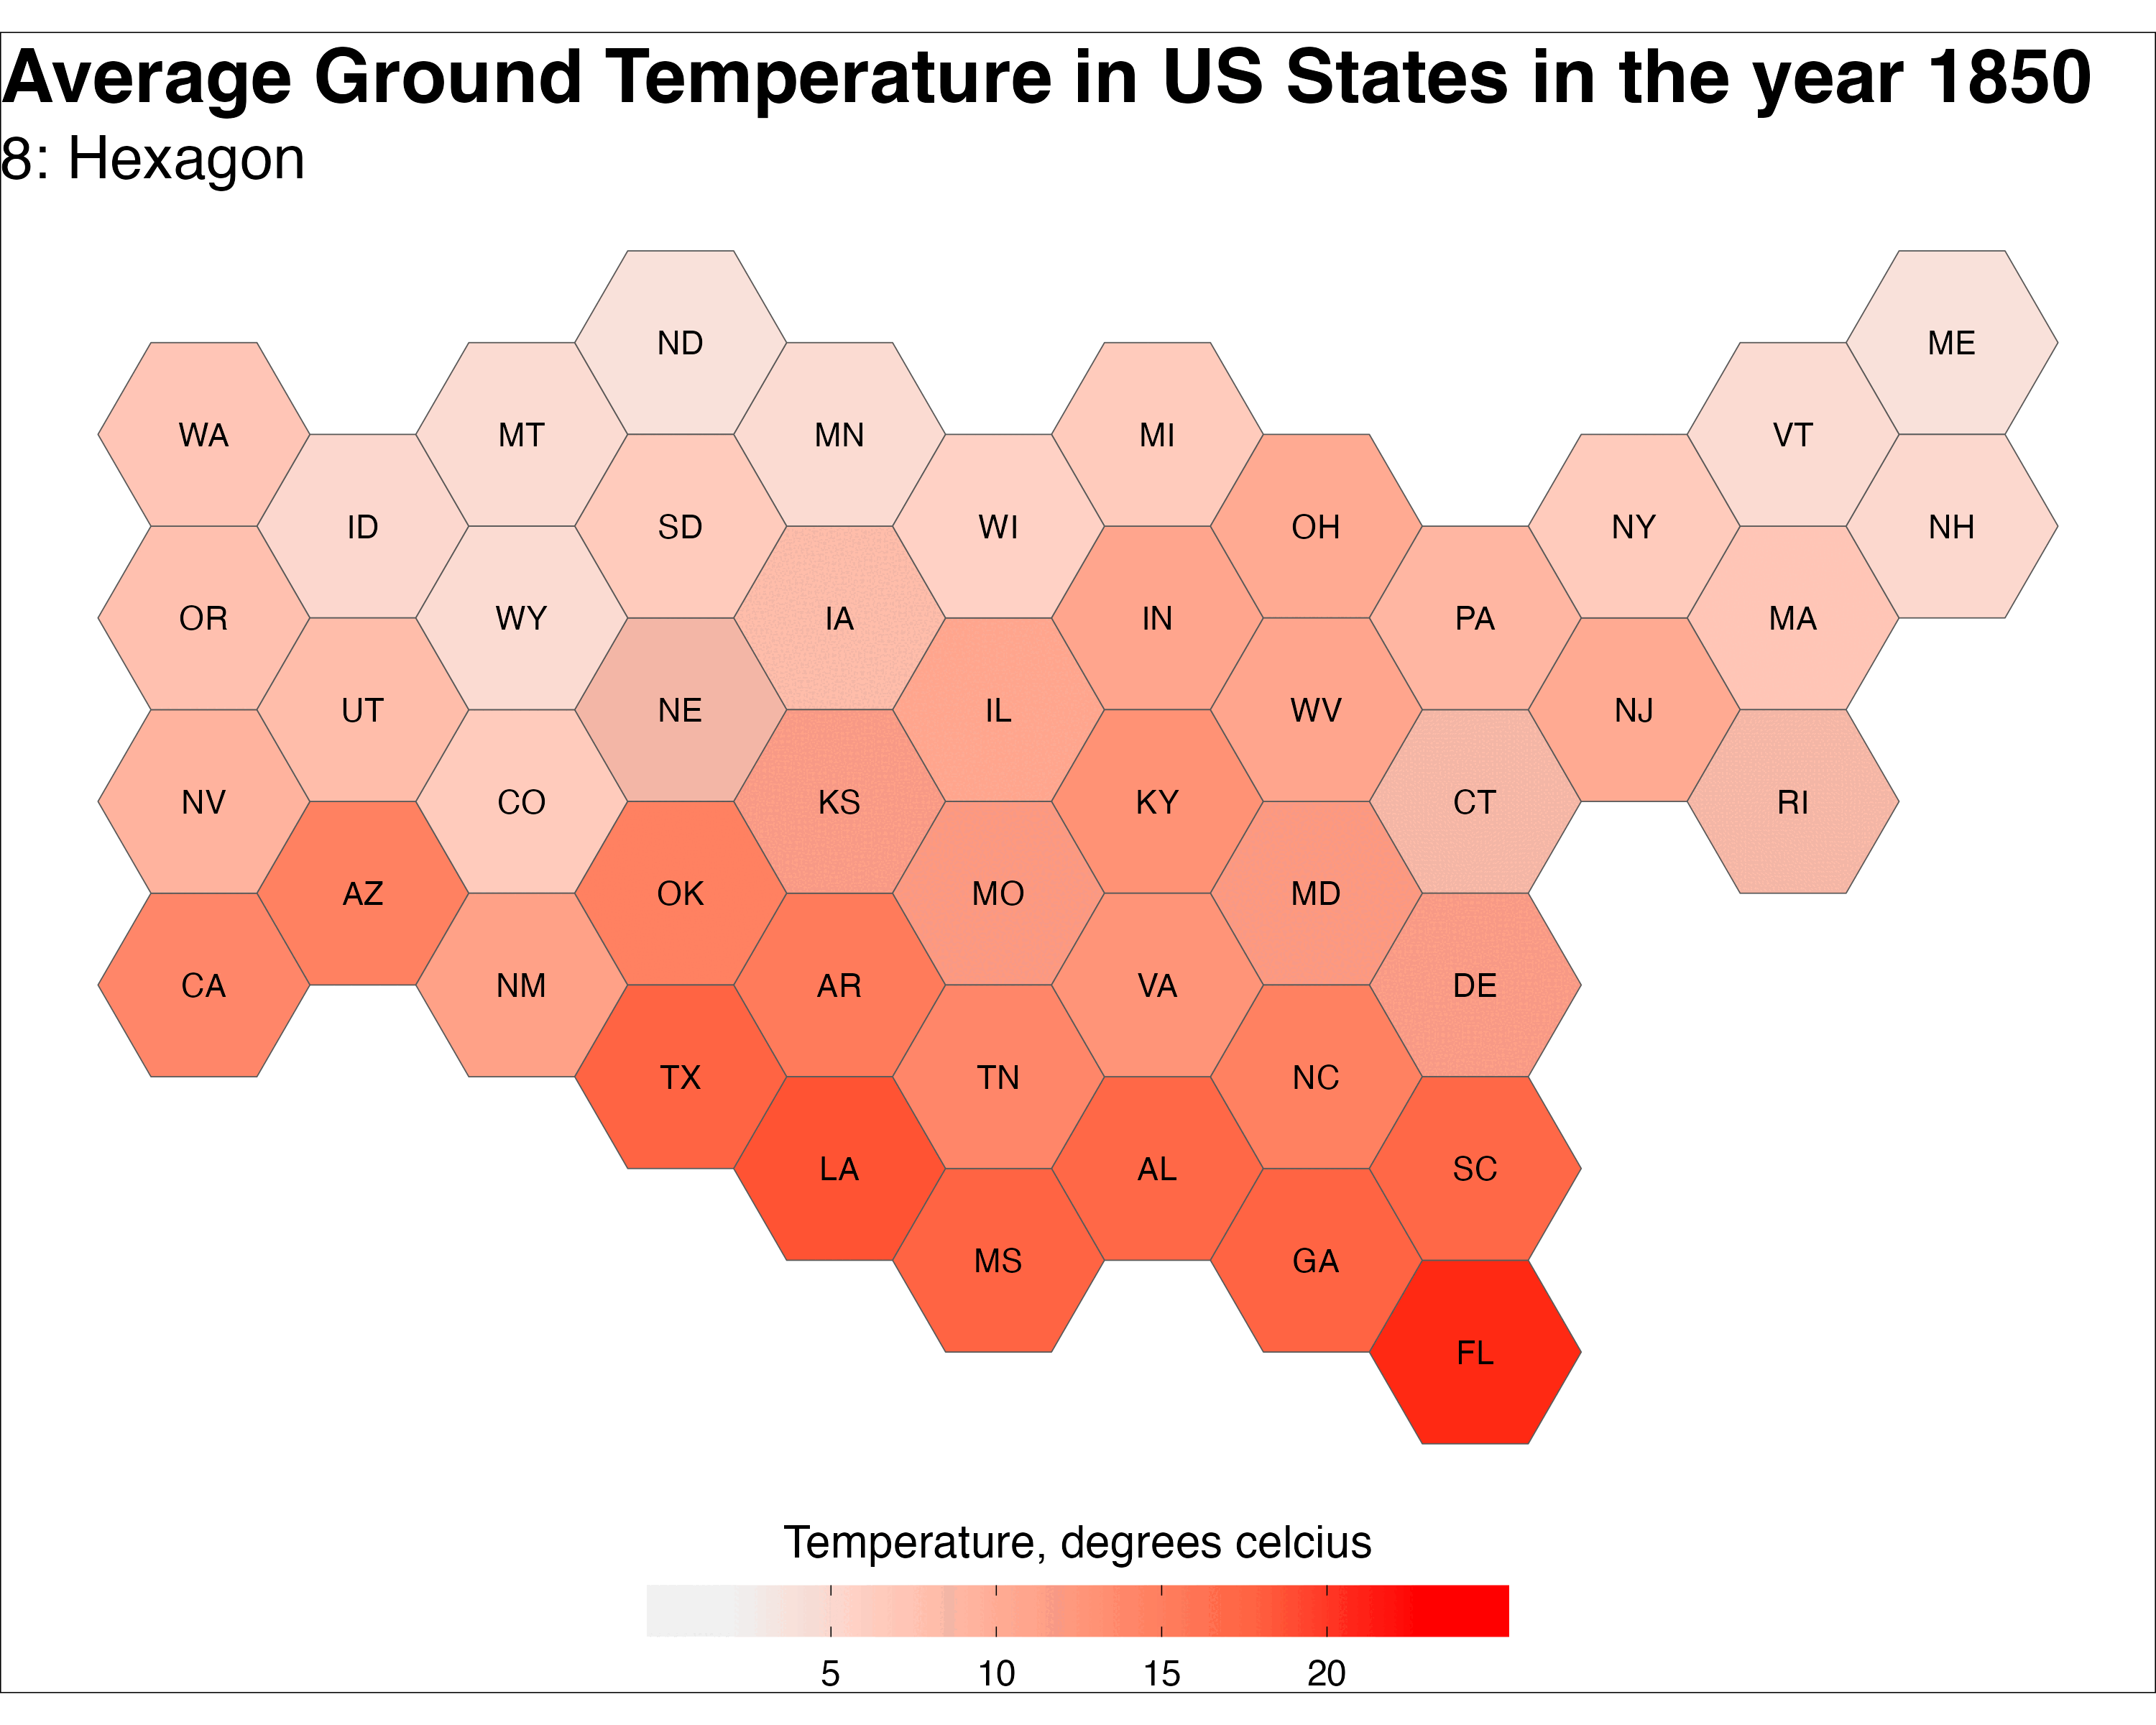 Average Ground Temperature in US States in the year 1850
8: Hexagon
ND ME
WA MT MN MI VT
ID SD WI OH NY NH
OR WY IA IN PA MA
UT NE IL WV NJ
NV CO KS KY CT RI
AZ OK MO MD
CA NM AR VA DE
TX TN NC
LA AL SC
MS GA
FL
Temperature, degrees celcius
5 10 15 20